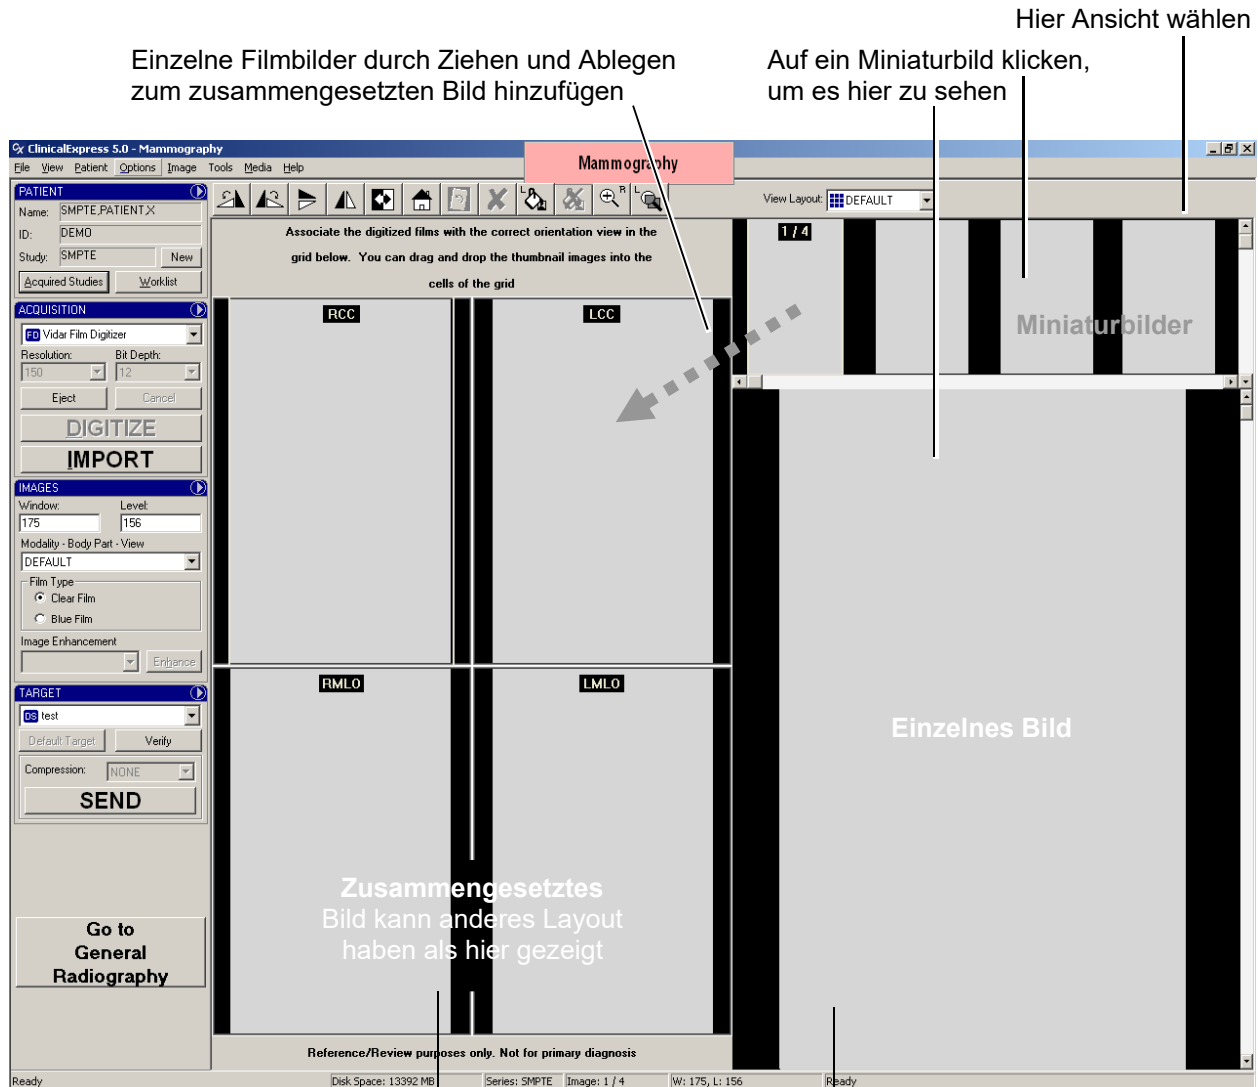 Hier Ansicht wählen
Einzelne Filmbilder durch Ziehen und Ablegen
zum zusammengesetzten Bild hinzufügen
Auf ein Miniaturbild klicken,
um es hier zu sehen
ClinicalExpress 5.0 - Mammography
File View Patient Options Image Tools Media Help
Mammography
PATIENT
Name: SMPTE,PATIENT,X
ID: DEMO
Study: SMPTE New
Acquired Studies Worklist
View Layout: DEFAULT
Associate the digitized films with the correct orientation view in the
grid below. You can drag and drop the thumbnail images into the
cells of the grid
1 / 4
Miniaturbilder
ACQUISITION
FD Vidar Film Digitizer
Resolution: Bit Depth:
150 12
Eject Cancel
DIGITIZE
IMPORT
RCC LCC
IMAGES
Window: Level:
175 156
Modality - Body Part - View
DEFAULT
Film Type
Clear Film
Blue Film
Image Enhancement
Enhance
TARGET
DS test
Default Target Verify
Compression: NONE
SEND
Go to
General
Radiography
RMLO LMLO
Einzelnes Bild
Zusammengesetztes
Bild kann anderes Layout
haben als hier gezeigt
Reference/Review purposes only. Not for primary diagnosis
Ready Disk Space: 13392 MB Series: SMPTE Image: 1 / 4 W: 175, L: 156 Ready